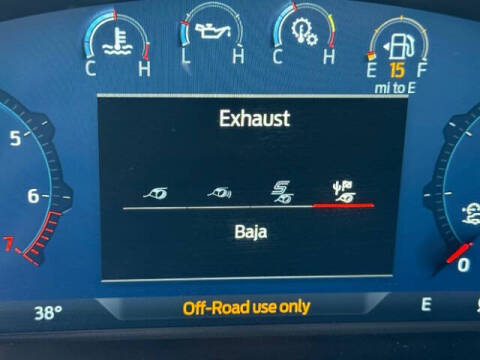 C H
L H
C H
E 15 F
mi to E
Exhaust
5
6
7
S
Baja
0
38°
Off-Road use only
E